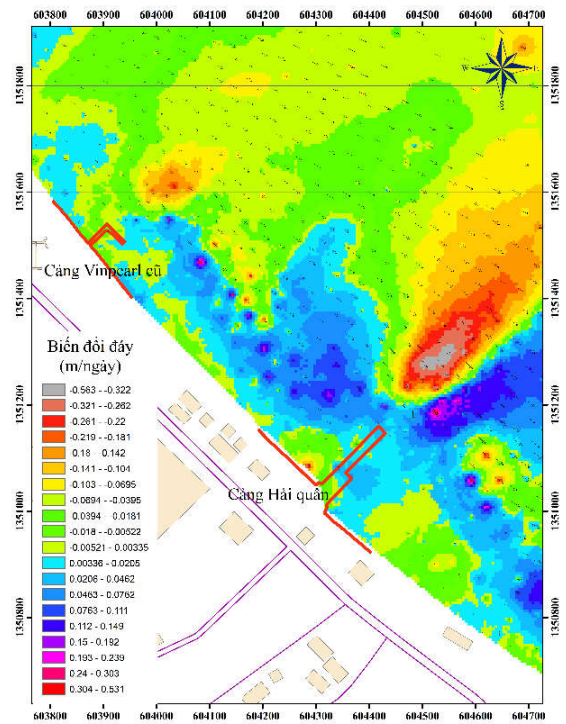 603800 603900 604000 604100 604200 604300 604400 604500 604600 604700
1351800
1351800
1351600
1351600
1351400
1351400
1351200
1351200
1351000
1351000
1350800
1350800
Cảng Vinpearl cũ
Cảng Hải quân
Biến đổi đáy
(m/ngày)
-0.563 - -0.322
-0.321 - -0.262
-0.261 - -0.22
-0.219 - -0.181
-0.18 - -0.142
-0.141 - -0.104
-0.103 - -0.0695
-0.0694 - -0.0395
-0.0394 - -0.0181
-0.018 - -0.00522
-0.00521 - 0.00335
0.00336 - 0.0205
0.0206 - 0.0462
0.0463 - 0.0762
0.0763 - 0.111
0.112 - 0.149
0.15 - 0.192
0.193 - 0.239
0.24 - 0.303
0.304 - 0.531
603800 603900 604000 604100 604200 604300 604400 604500 604600 604700